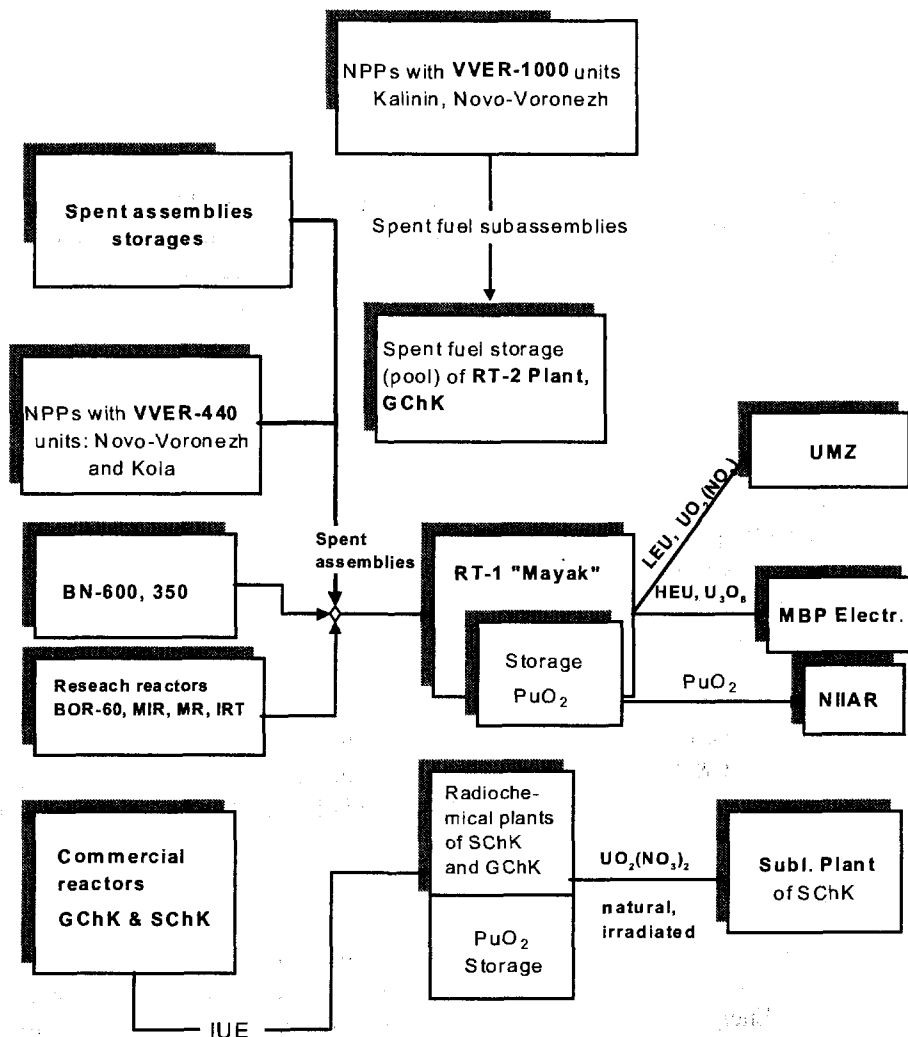 NPPs with VVER-1000 units
Kalinin, Novo-Voronezh
Spent assemblies
storages
Spent fuel subassemblies
Spent fuel storage
(pool) of RT-2 Plant,
GChK
NPPs with VVER-440
units: Novo-Voronezh
and Kola
UMZ
LEU, UO₂(NO₃)
Spent
assemblies
RT-1 "Mayak"
BN-600, 350
HEU, U₃O₈
MBP Electr.
Storage
PuO₂
PuO₂
NIIAR
Reseach reactors
BOR-60, MIR, MR, IRT
Radioche-
mical plants
of SChK
and GChK
Commercial
reactors
GChK & SChK
UO₂(NO₃)₂
natural,
irradiated
Subl. Plant
of SChK
PuO₂
Storage
IUE